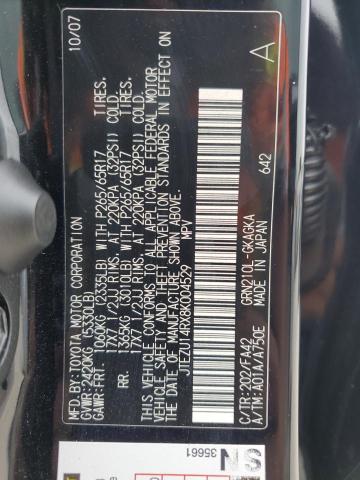 MFD. BY: TOYOTA MOTOR CORPORATION 10/07
GVWR: 2420KG (5330LB)
GAWR: FRT. 1060KG (2335LB) WITH P265/65R17 TIRES,
17X7 1/2JJ RIMS, AT 220KPA (32PSI) COLD.
RR. 1365KG (3010LB) WITH P265/65R17 TIRES,
17X7 1/2JJ RIMS, AT 220KPA (32PSI) COLD.
THIS VEHICLE CONFORMS TO ALL APPLICABLE FEDERAL MOTOR
VEHICLE SAFETY AND THEFT PREVENTION STANDARDS IN EFFECT ON
THE DATE OF MANUFACTURE SHOWN ABOVE.
MPV
A
C/TR: 202/FA42 GRN210L-GKAGKA
A/TM: A01A/A750E MADE IN JAPAN
642
35661
SN